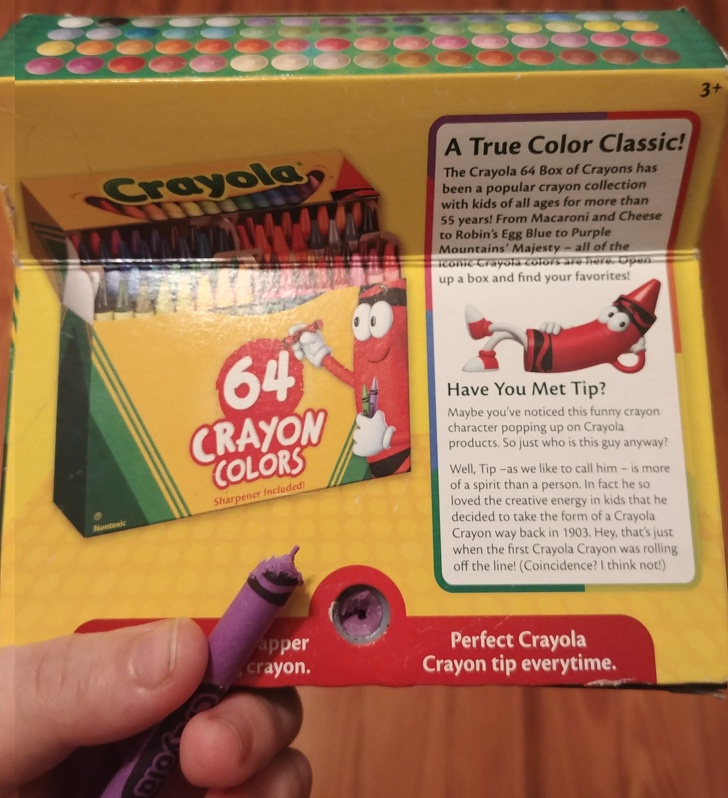 3+
Crayola
64
CRAYON
COLORS
Sharpener Included!
®
Nontoxic
A True Color Classic!
The Crayola 64 Box of Crayons has
been a popular crayon collection
with kids of all ages for more than
55 years! From Macaroni and Cheese
to Robin's Egg Blue to Purple
Mountains' Majesty – all of the
iconic Crayola colors are here. Open
up a box and find your favorites!
Have You Met Tip?
Maybe you've noticed this funny crayon
character popping up on Crayola
products. So just who is this guy anyway?
Well, Tip –as we like to call him – is more
of a spirit than a person. In fact he so
loved the creative energy in kids that he
decided to take the form of a Crayola
Crayon way back in 1903. Hey, that's just
when the first Crayola Crayon was rolling
off the line! (Coincidence? I think not!)
apper
crayon.
Perfect Crayola
Crayon tip everytime.
Crayola